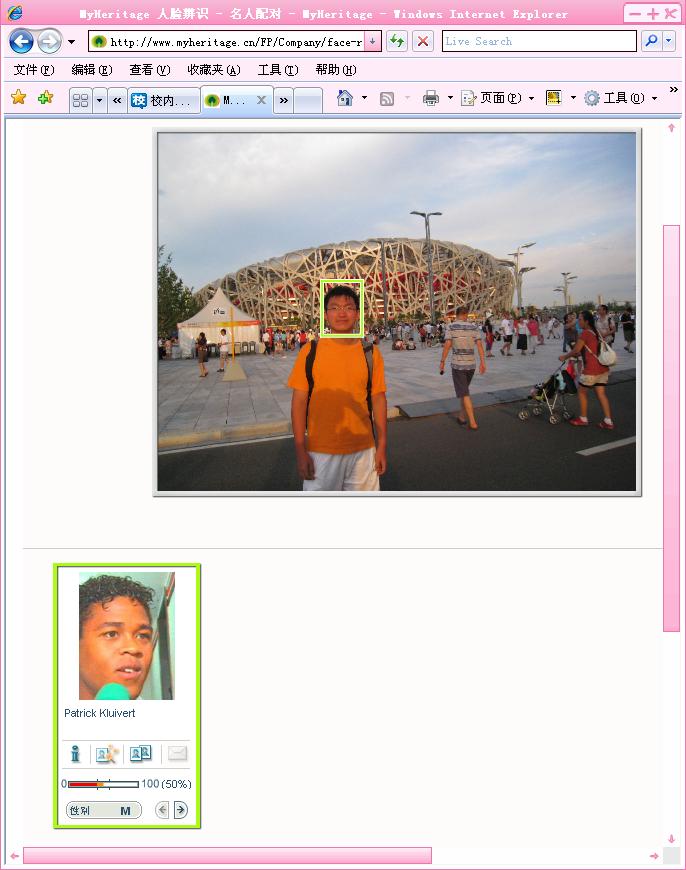 MyHeritage 人脸辨识 - 名人配对 - MyHeritage - Windows Internet Explorer
http://www.myheritage.cn/FP/Company/face-r
Live Search
文件(F) 编辑(E) 查看(V) 收藏夹(A) 工具(T) 帮助(H)
校 校内... M... 页面(P) 工具(O)
Patrick Kluivert
0 100 (50%)
性别 M